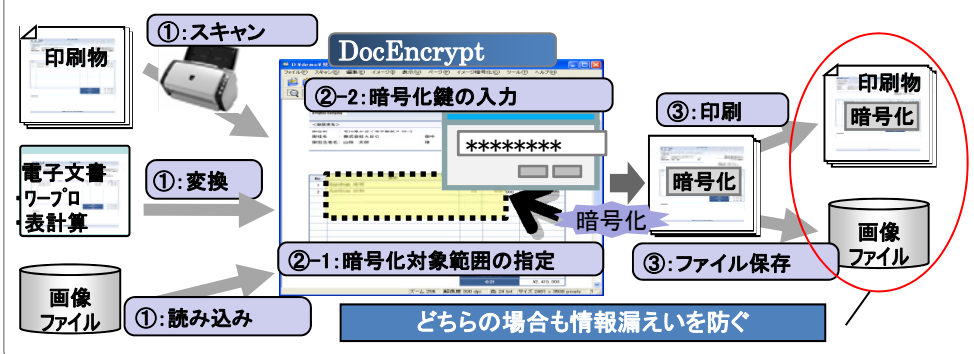 ①:スキャン
印刷物
DocEncrypt
②-2:暗号化鍵の入力
********
③:印刷
印刷物
暗号化
電子文書
・ワープロ
・表計算
①:変換
暗号化
暗号化
②-1:暗号化対象範囲の指定
③:ファイル保存
画像
ファイル
画像
ファイル
①:読み込み
合計
¥2,415,000
どちらの場合も情報漏えいを防ぐ